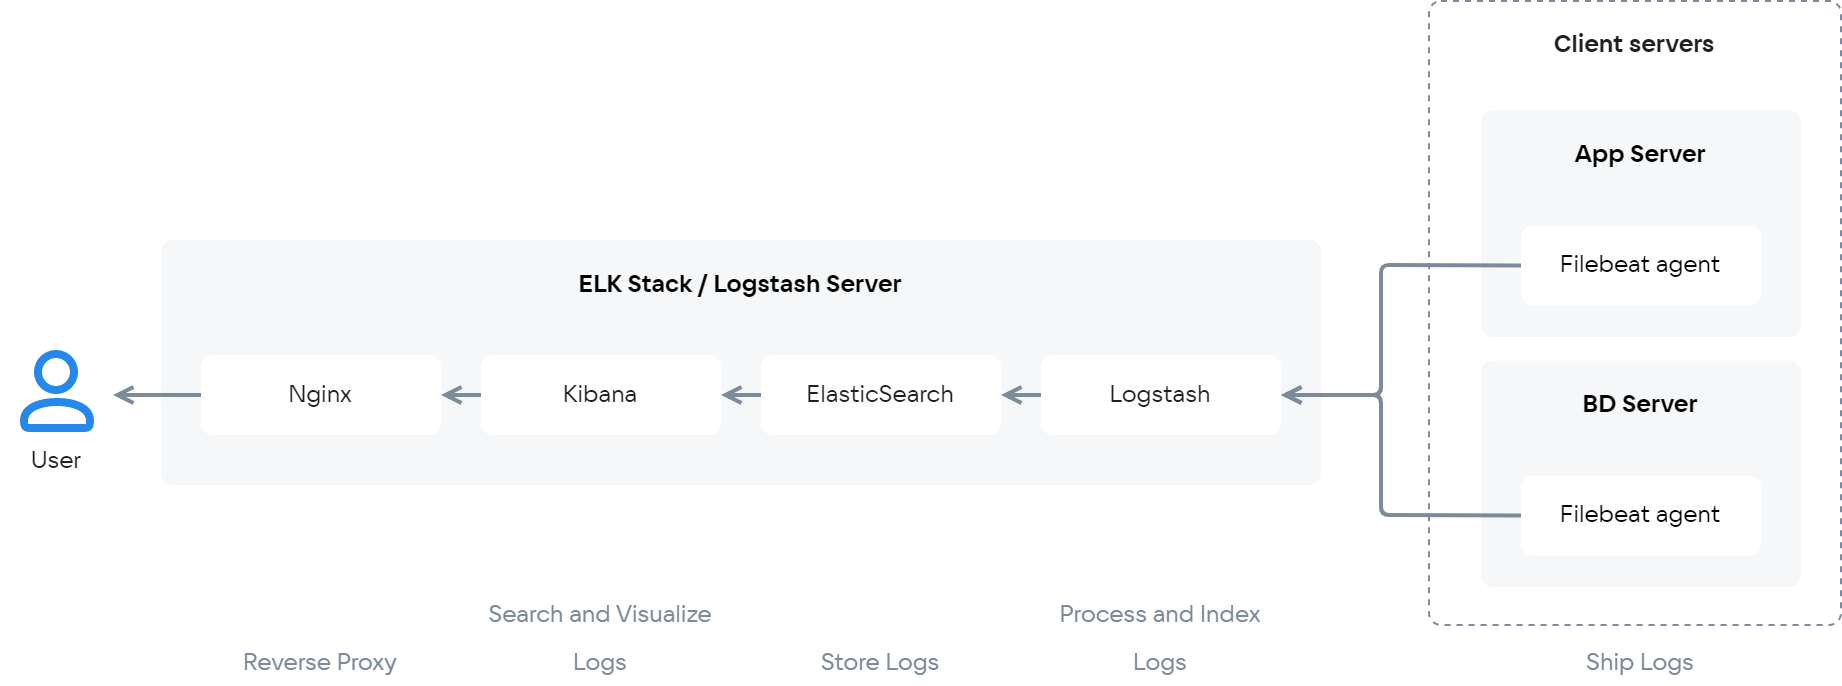 Client servers
App Server
Filebeat agent
ELK Stack / Logstash Server
Nginx
Kibana
ElasticSearch
Logstash
User
BD Server
Filebeat agent
Search and Visualize
Process and Index
Reverse Proxy
Logs
Store Logs
Logs
Ship Logs